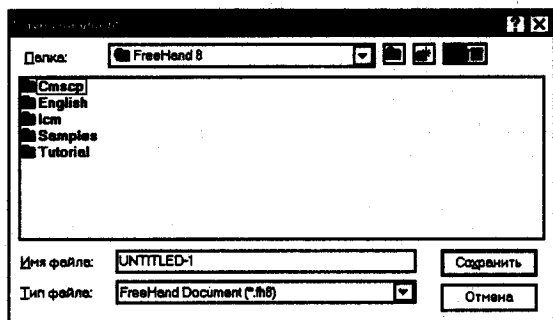 Папка:
FreeHand 8
Cmscp
English
Icm
Samples
Tutorial
Имя файла:
UNTITLED-1
Сохранить
Тип файла:
FreeHand Document (*.fh8)
Отмена